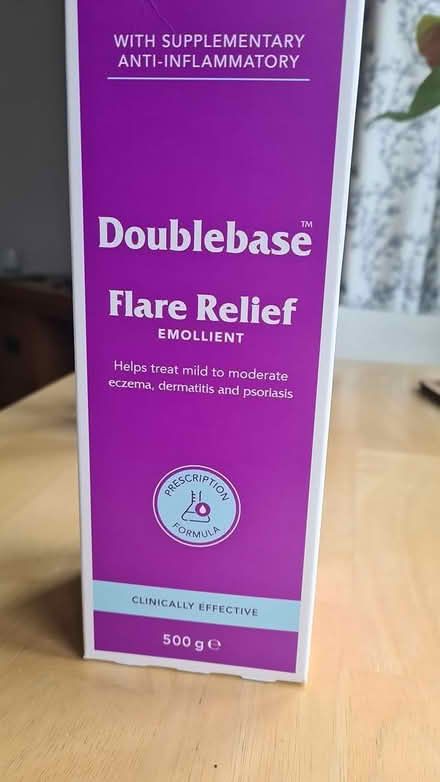 WITH SUPPLEMENTARY
ANTI-INFLAMMATORY
Doublebase™
Flare Relief
EMOLLIENT
Helps treat mild to moderate
eczema, dermatitis and psoriasis
PRESCRIPTION
FORMULA
CLINICALLY EFFECTIVE
500 g ℮